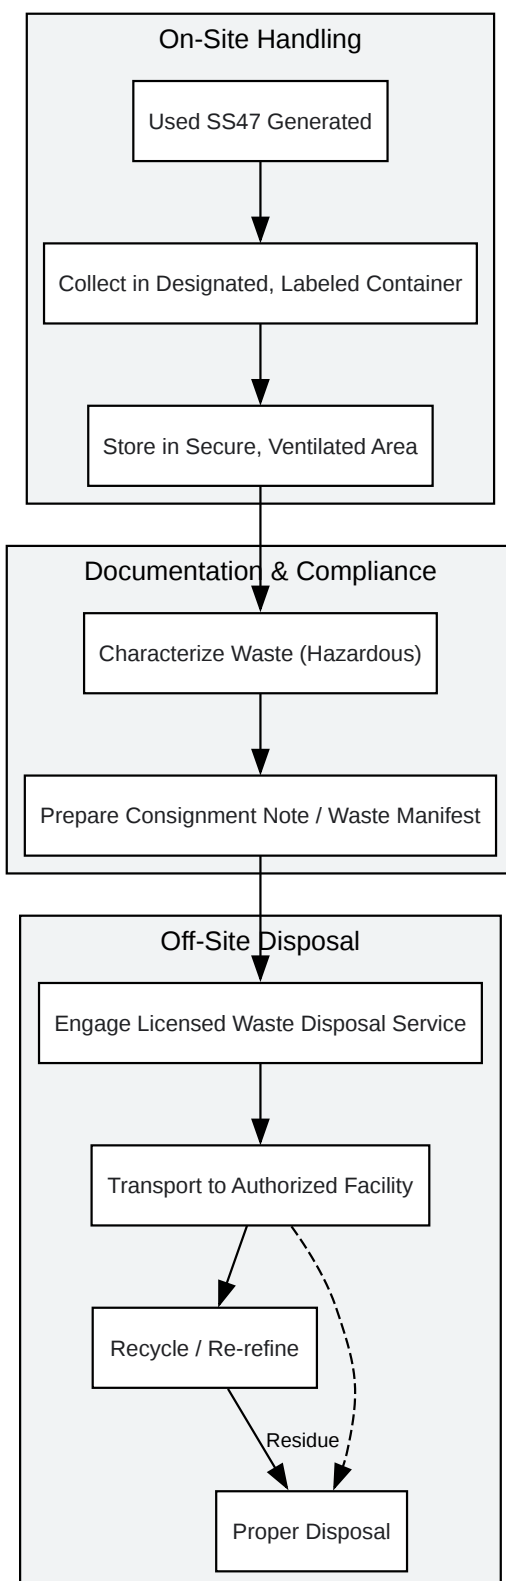 On-Site Handling
Used SS47 Generated
Collect in Designated, Labeled Container
Store in Secure, Ventilated Area
Documentation & Compliance
Characterize Waste (Hazardous)
Prepare Consignment Note / Waste Manifest
Off-Site Disposal
Engage Licensed Waste Disposal Service
Transport to Authorized Facility
Recycle / Re-refine
Residue
Proper Disposal